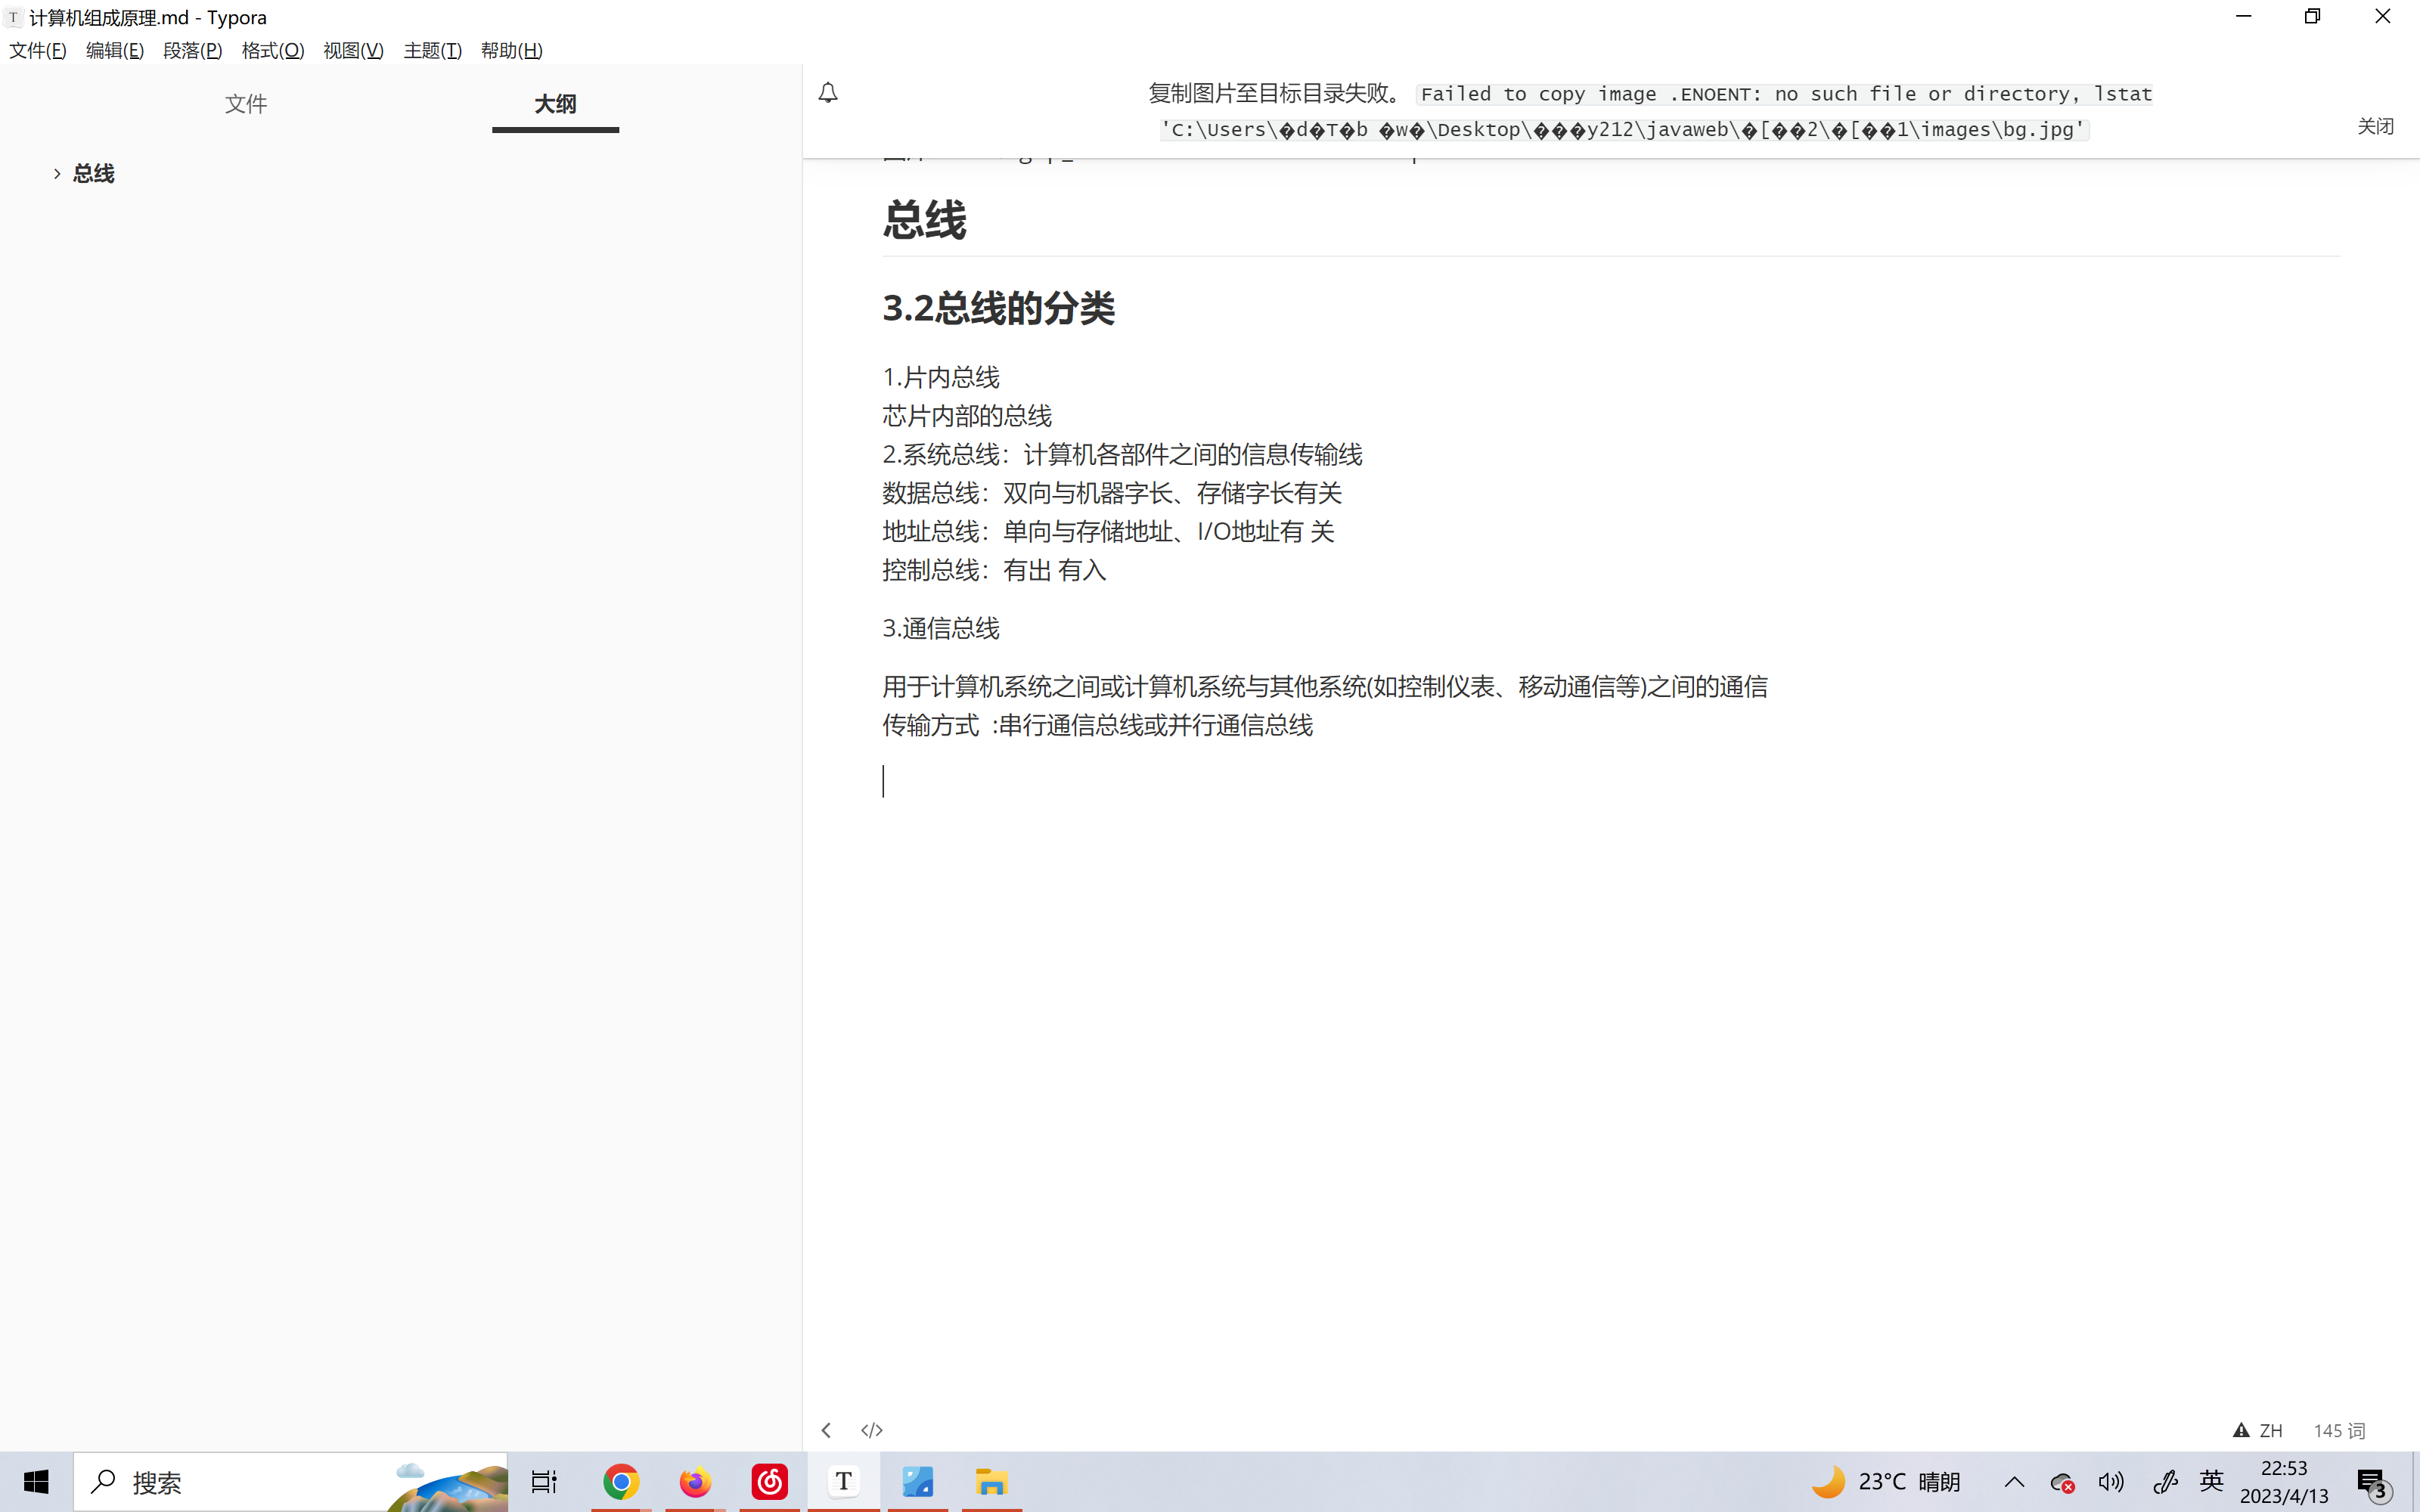 计算机组成原理.md - Typora
文件(F) 编辑(E) 段落(P) 格式(O) 视图(V) 主题(T) 帮助(H)
文件 大纲
总线
复制图片至目标目录失败。 Failed to copy image .ENOENT: no such file or directory, lstat
'C:\Users\�d�T�b �w�\Desktop\���y212\javaweb\�[��2\�[��1\images\bg.jpg'
关闭
总线
3.2总线的分类
1.片内总线
芯片内部的总线
2.系统总线：计算机各部件之间的信息传输线
数据总线：双向与机器字长、存储字长有关
地址总线：单向与存储地址、I/O地址有 关
控制总线：有出 有入
3.通信总线
用于计算机系统之间或计算机系统与其他系统(如控制仪表、移动通信等)之间的通信
传输方式 :串行通信总线或并行通信总线
</> ZH 145 词
搜索
T
23°C 晴朗
英
22:53
2023/4/13
3